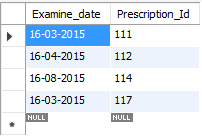 Examine_date Prescription_Id
16-03-2015 111
16-04-2015 112
16-08-2015 114
16-03-2015 117
NULL NULL